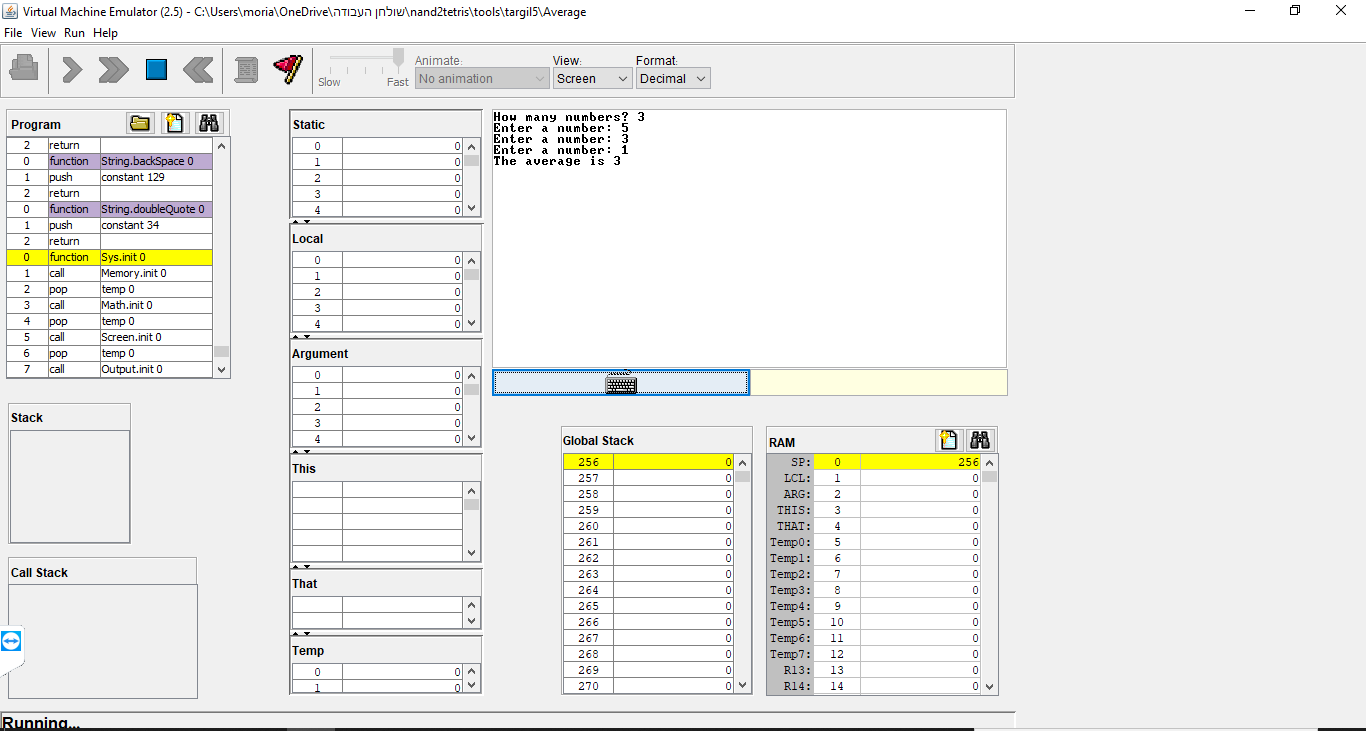 Virtual Machine Emulator (2.5) - C:\Users\moria\OneDrive\שולחן העבודה\nand2tetris\tools\targil5\Average
File View Run Help
Slow Fast
Animate: View: Format:
No animation Screen Decimal
Program
2 return
0 function String.backSpace 0
1 push constant 129
2 return
0 function String.doubleQuote 0
1 push constant 34
2 return
0 function Sys.init 0
1 call Memory.init 0
2 pop temp 0
3 call Math.init 0
4 pop temp 0
5 call Screen.init 0
6 pop temp 0
7 call Output.init 0
Stack
Call Stack
Static
0 0
1 0
2 0
3 0
4 0
Local
0 0
1 0
2 0
3 0
4 0
Argument
0 0
1 0
2 0
3 0
4 0
This
That
Temp
0 0
1 0
How many numbers? 3
Enter a number: 5
Enter a number: 3
Enter a number: 1
The average is 3
Global Stack
256 0
257 0
258 0
259 0
260 0
261 0
262 0
263 0
264 0
265 0
266 0
267 0
268 0
269 0
270 0
RAM
SP: 0 256
LCL: 1 0
ARG: 2 0
THIS: 3 0
THAT: 4 0
Temp0: 5 0
Temp1: 6 0
Temp2: 7 0
Temp3: 8 0
Temp4: 9 0
Temp5: 10 0
Temp6: 11 0
Temp7: 12 0
R13: 13 0
R14: 14 0
Running...